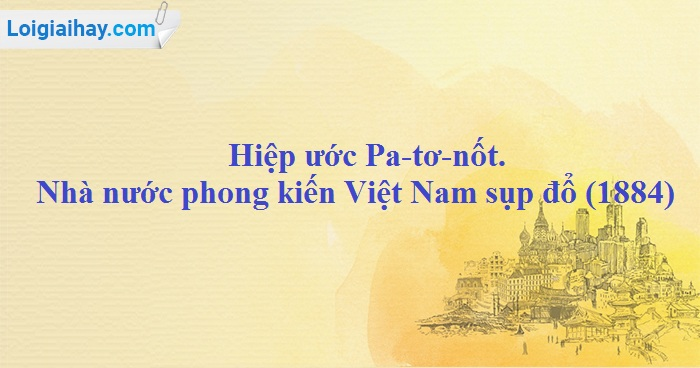 Loigiaihay.com
Hiệp ước Pa-tơ-nốt.
Nhà nước phong kiến Việt Nam sụp đổ (1884)